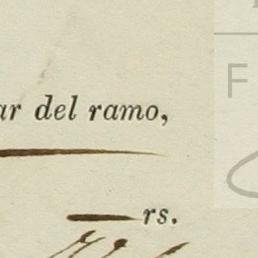 ar del ramo,
rs.
F